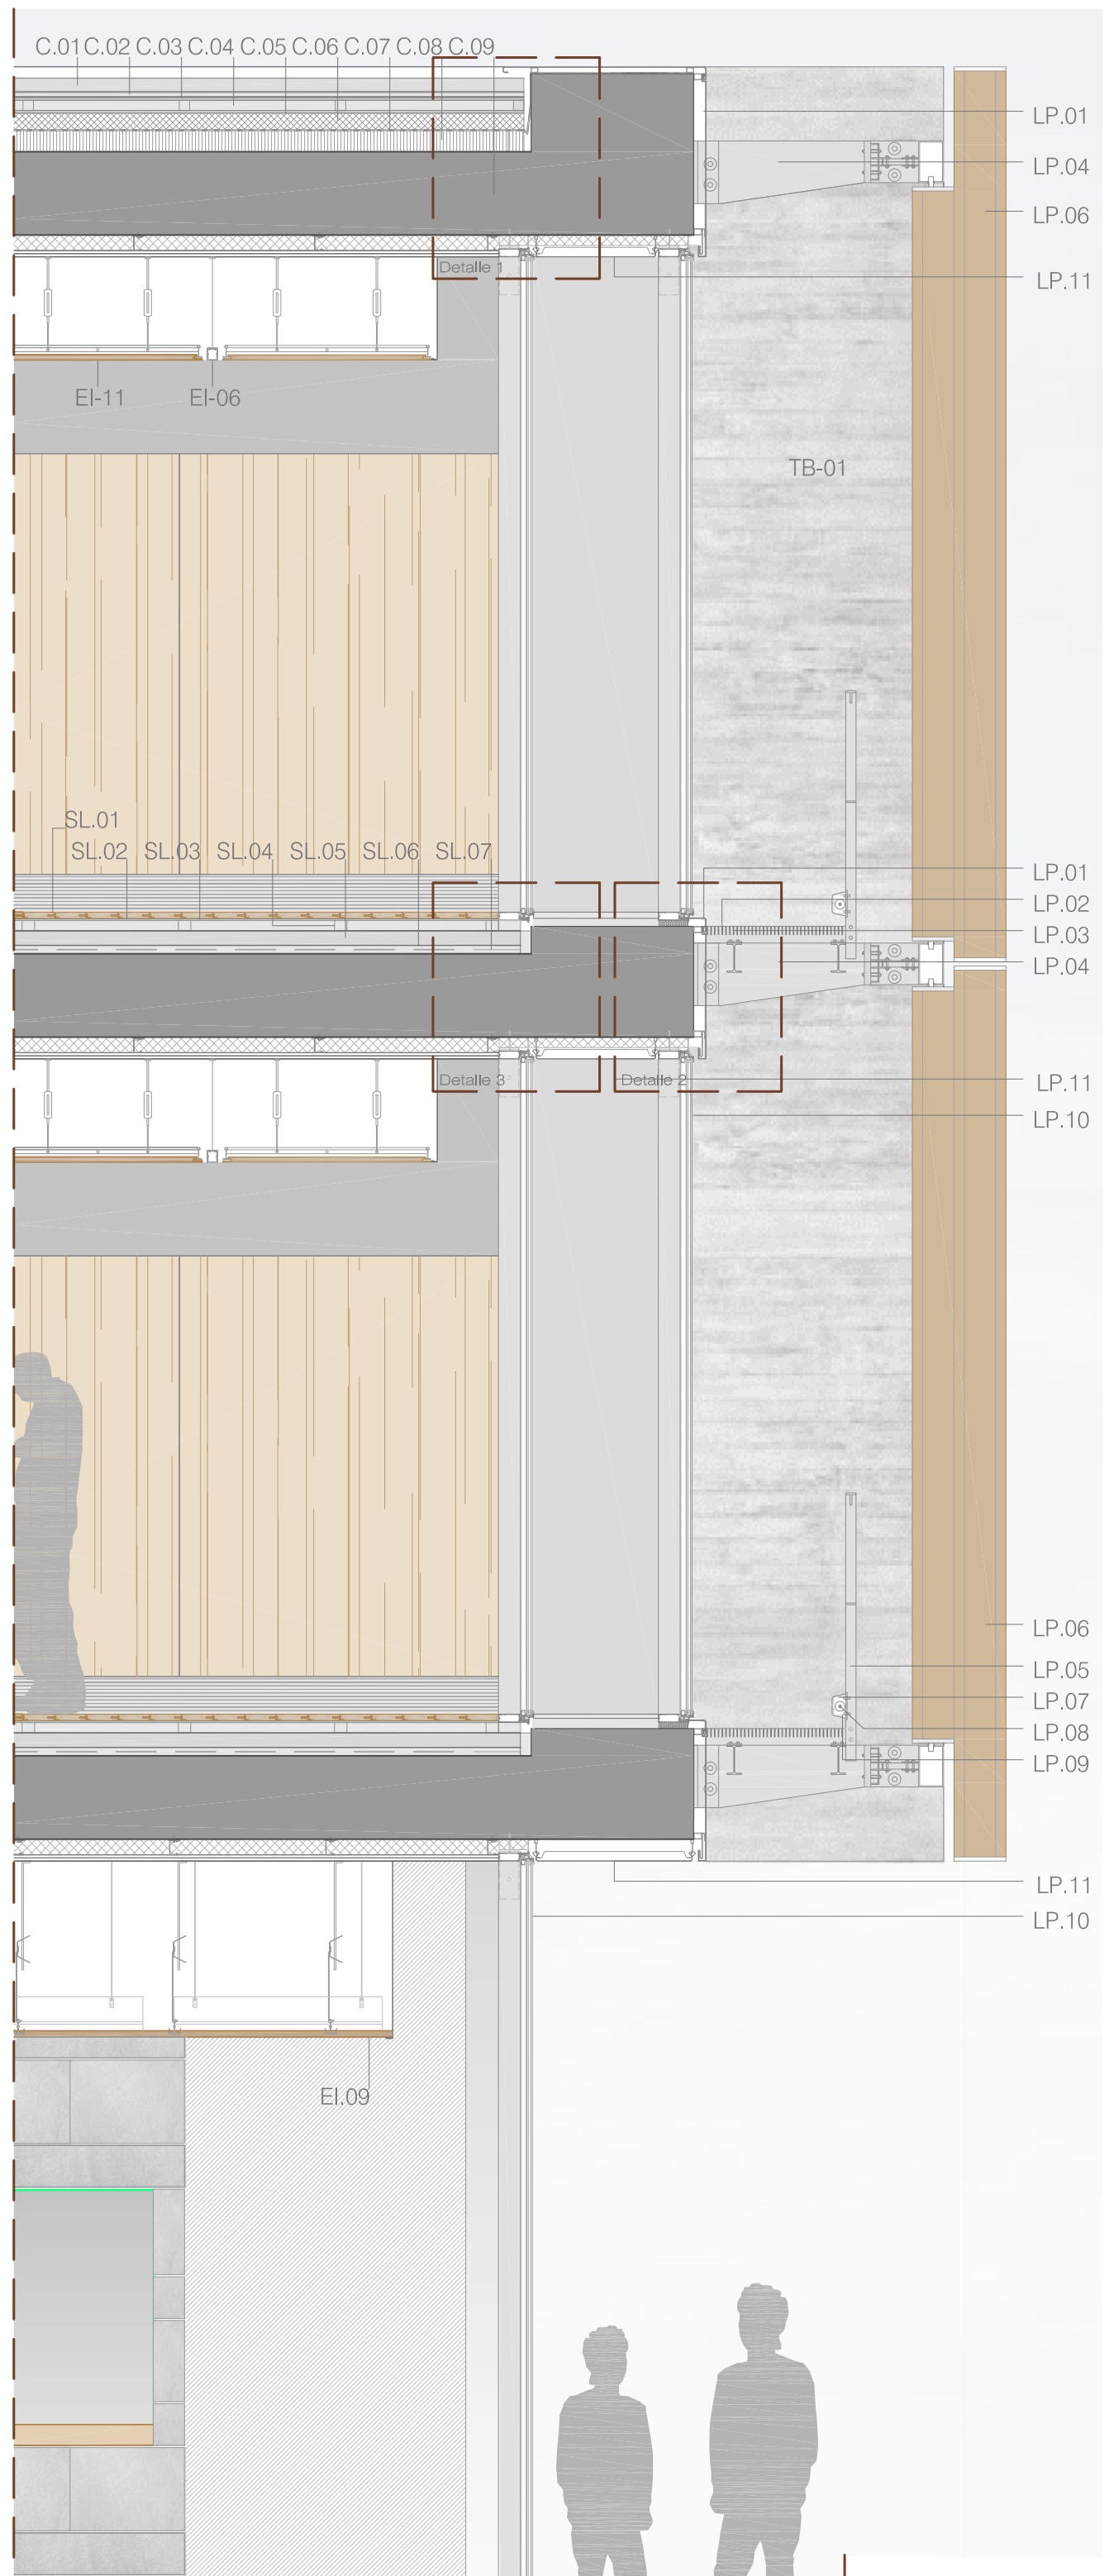 C.01 C.02 C.03 C.04 C.05 C.06 C.07 C.08 C.09
LP.01
LP.04
LP.06
Detalle 1
LP.11
EI-11 EI-06
TB-01
SL.01
SL.02 SL.03 SL.04 SL.05 SL.06 SL.07
LP.01
LP.02
LP.03
LP.04
Detalle 3 Detalle 2
LP.11
LP.10
LP.06
LP.05
LP.07
LP.08
LP.09
LP.11
LP.10
EI.09